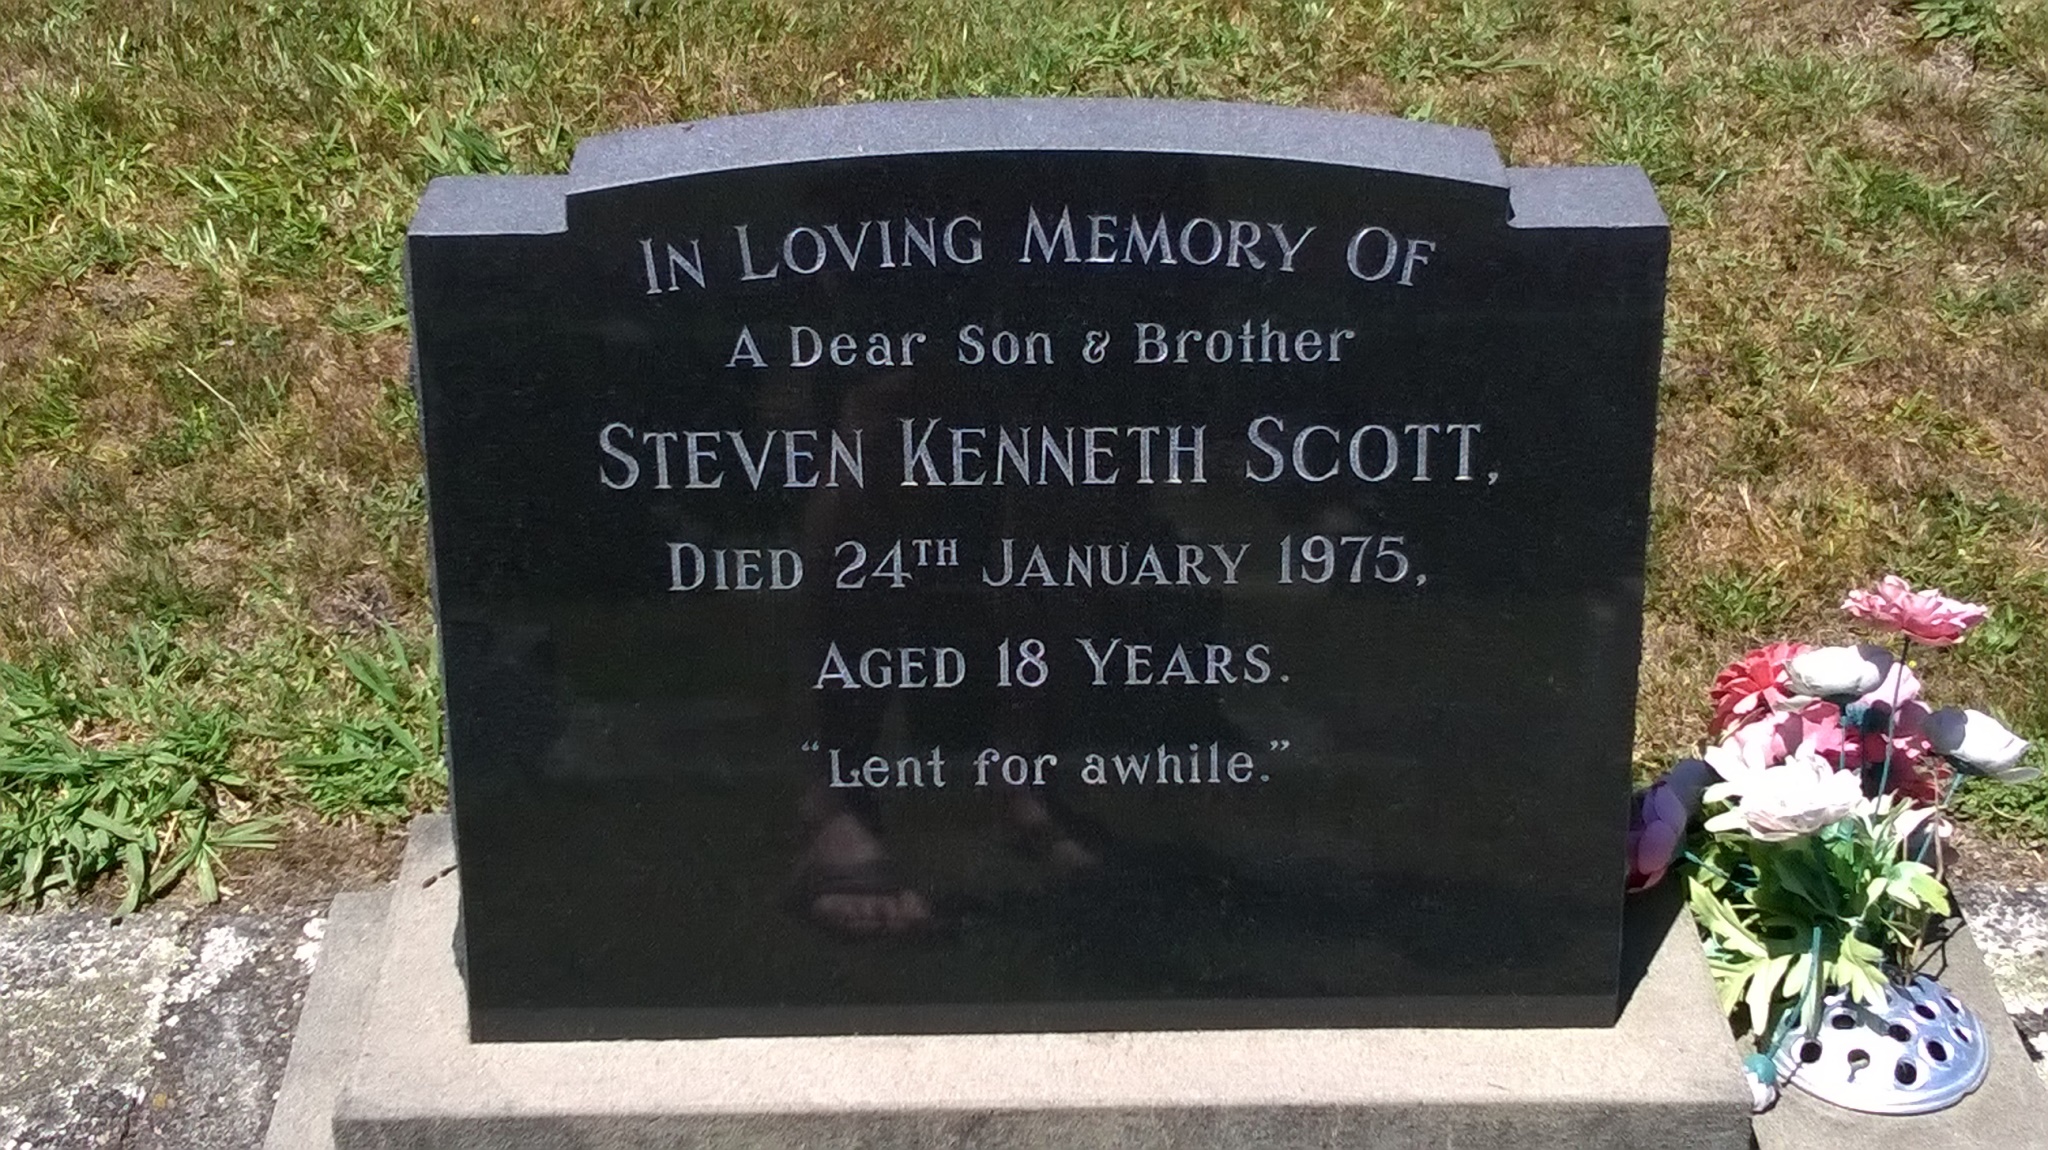 IN LOVING MEMORY OF
A Dear Son & Brother
STEVEN KENNETH SCOTT,
DIED 24TH JANUARY 1975,
AGED 18 YEARS.
“Lent for awhile.”